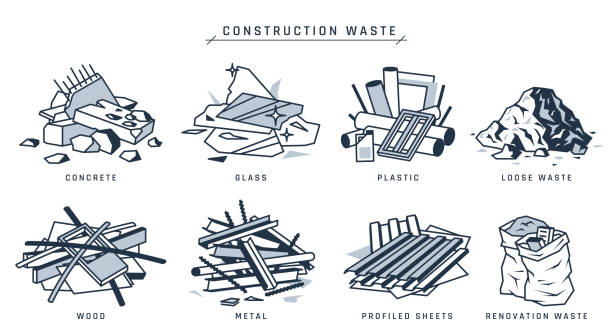 CONSTRUCTION WASTE
CONCRETE
GLASS
PLASTIC
LOOSE WASTE
WOOD
METAL
PROFILED SHEETS
RENOVATION WASTE